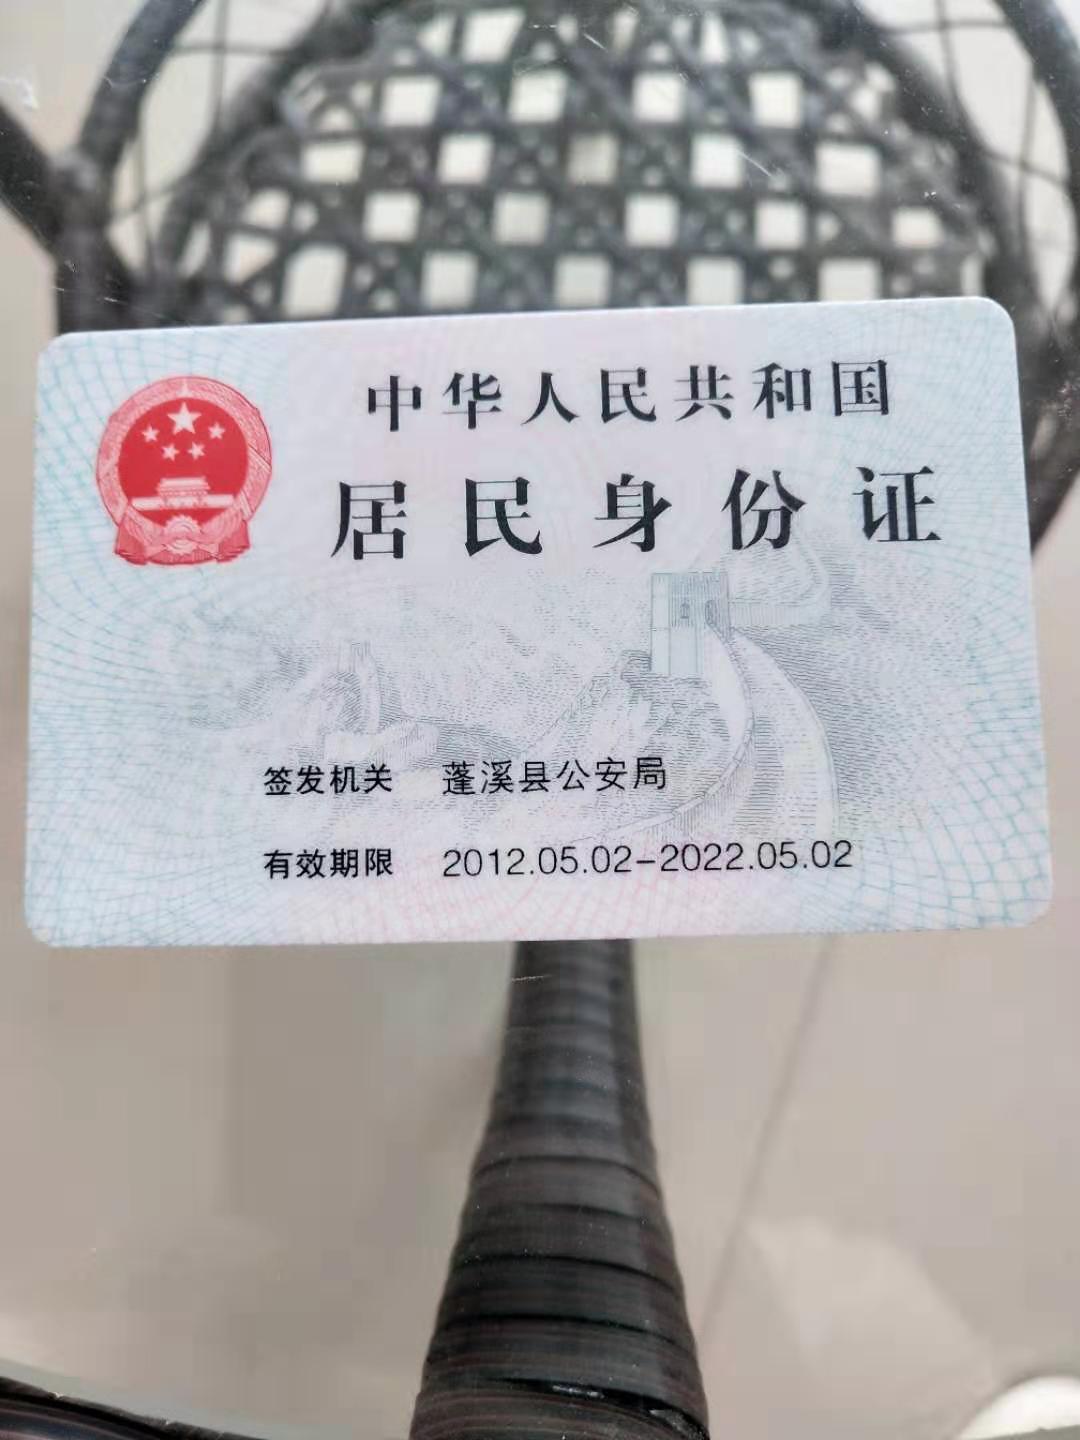 中华人民共和国
居民身份证
签发机关 蓬溪县公安局
有效期限 2012.05.02-2022.05.02